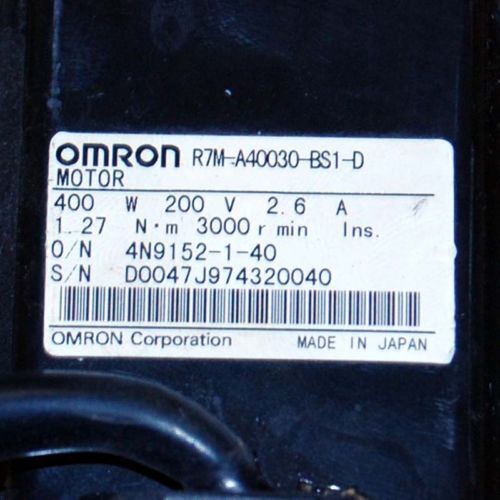 OMRON R7M-A40030-BS1-D
MOTOR
400 W 200 V 2.6 A
1.27 N·m 3000 r min Ins.
O/N 4N9152-1-40
S/N D0047J974320040
OMRON Corporation MADE IN JAPAN